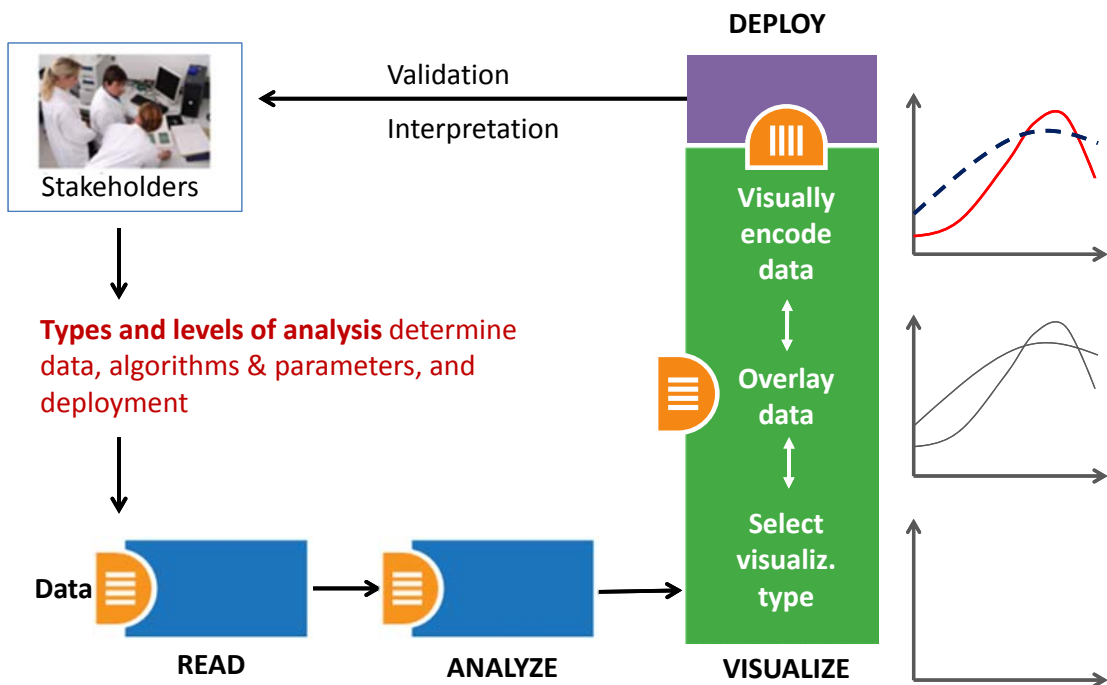 DEPLOY
Validation
Interpretation
Stakeholders
Types and levels of analysis determine
data, algorithms & parameters, and
deployment
Visually
encode
data
Overlay
data
Select
visualiz.
type
Data
READ
ANALYZE
VISUALIZE